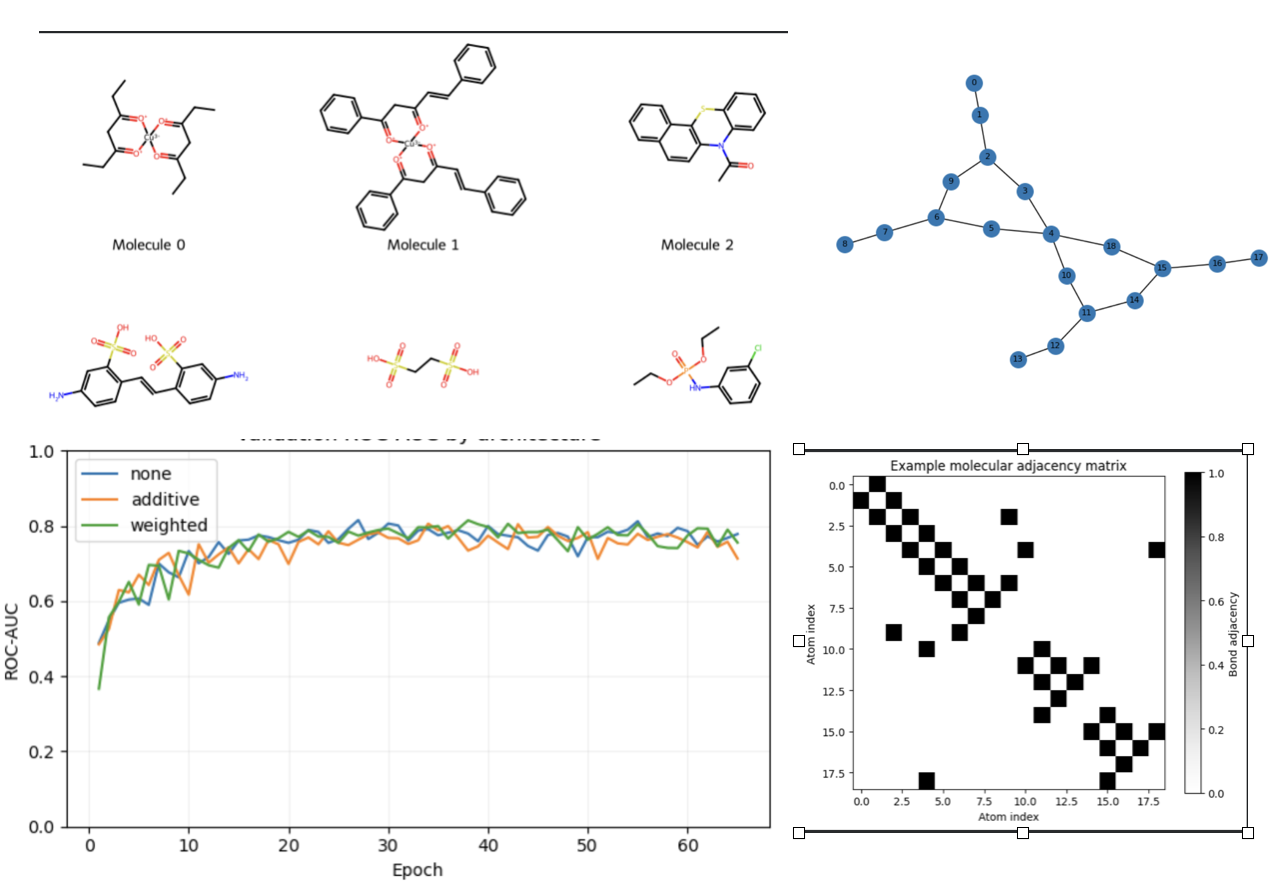 Molecule 0
Molecule 1
Molecule 2
OH
HO
H₂N
NH₂
HO
OH
Cl
HN
0
1
2
9
3
6
5
4
7
8
18
15
16
17
10
14
11
12
13
none
additive
weighted
1.0
0.8
0.6
0.4
0.2
0.0
ROC-AUC
0 10 20 30 40 50 60
Epoch
Example molecular adjacency matrix
0.0
2.5
5.0
7.5
10.0
12.5
15.0
17.5
Atom index
0.0 2.5 5.0 7.5 10.0 12.5 15.0 17.5
Atom index
1.0
0.8
0.6
0.4
0.2
0.0
Bond adjacency